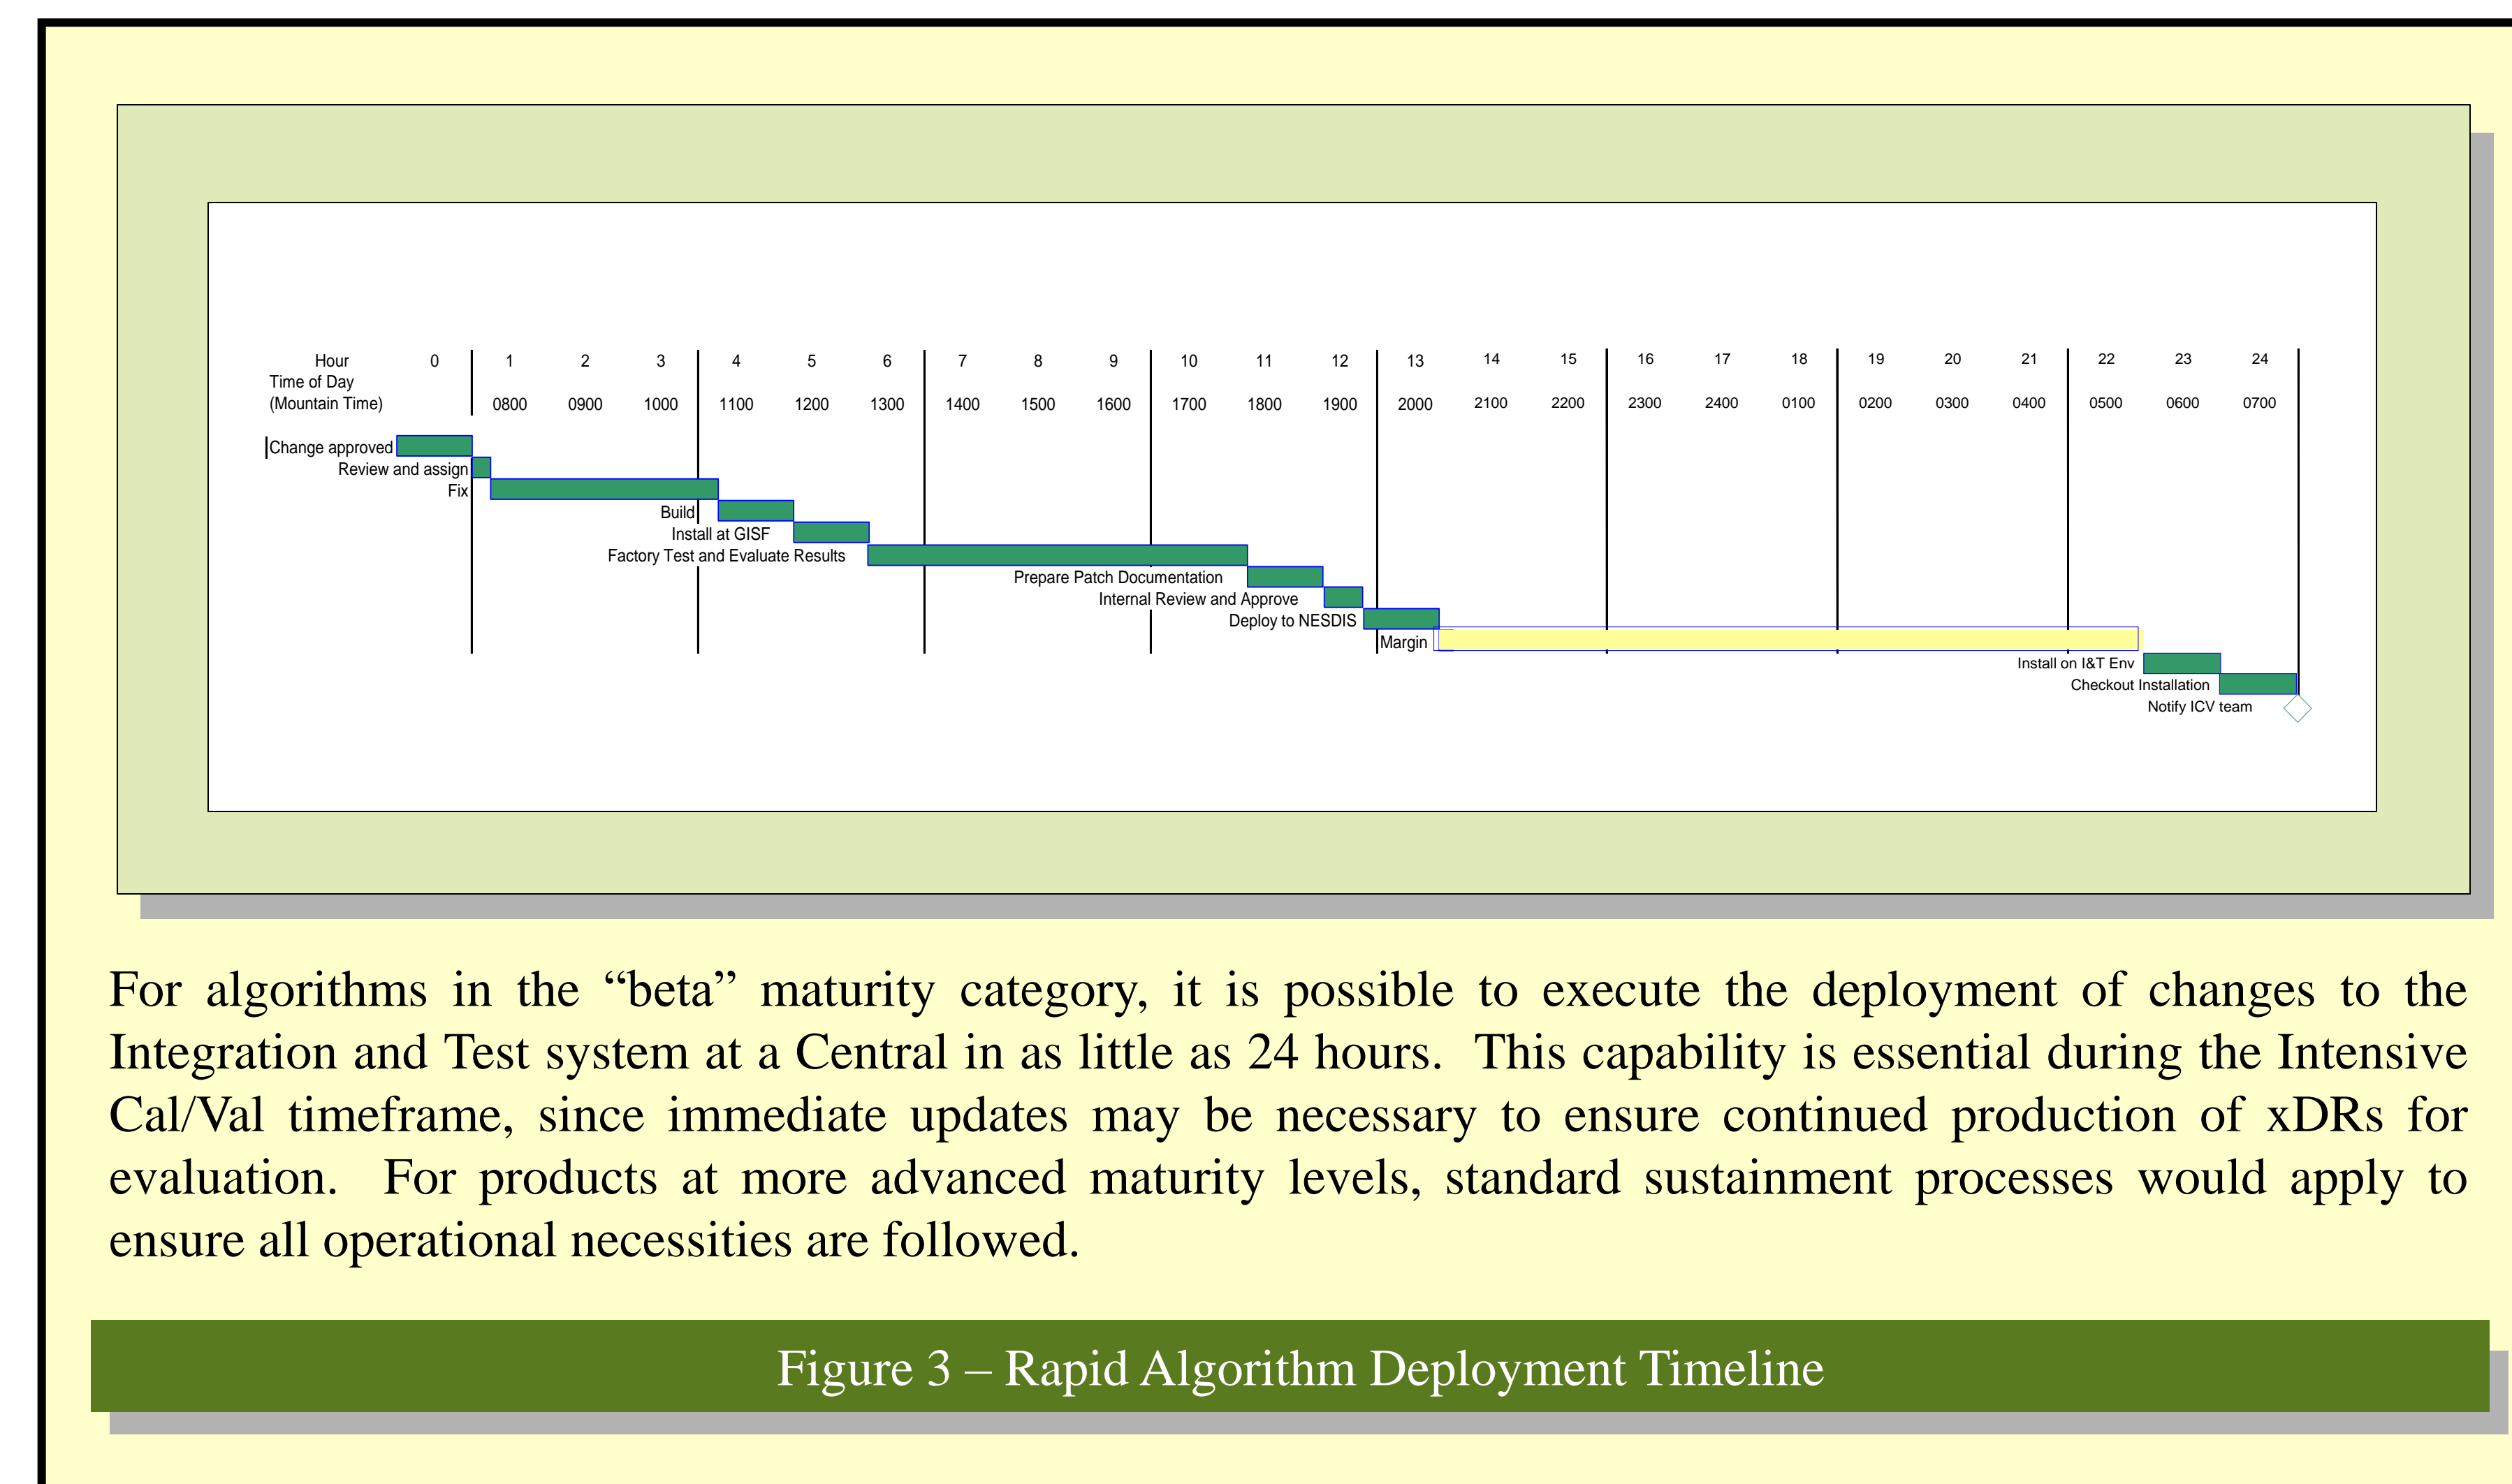 Hour 0 1 2 3 4 5 6 7 8 9 10 11 12 13 14 15 16 17 18 19 20 21 22 23 24
Time of Day
(Mountain Time) 0800 0900 1000 1100 1200 1300 1400 1500 1600 1700 1800 1900 2000 2100 2200 2300 2400 0100 0200 0300 0400 0500 0600 0700
Change approved
Review and assign
Fix
Build
Install at GISF
Factory Test and Evaluate Results
Prepare Patch Documentation
Internal Review and Approve
Deploy to NESDIS
Margin
Install on I&T Env
Checkout Installation
Notify ICV team
For algorithms in the “beta” maturity category, it is possible to execute the deployment of changes to the
Integration and Test system at a Central in as little as 24 hours. This capability is essential during the Intensive
Cal/Val timeframe, since immediate updates may be necessary to ensure continued production of xDRs for
evaluation. For products at more advanced maturity levels, standard sustainment processes would apply to
ensure all operational necessities are followed.
Figure 3 – Rapid Algorithm Deployment Timeline